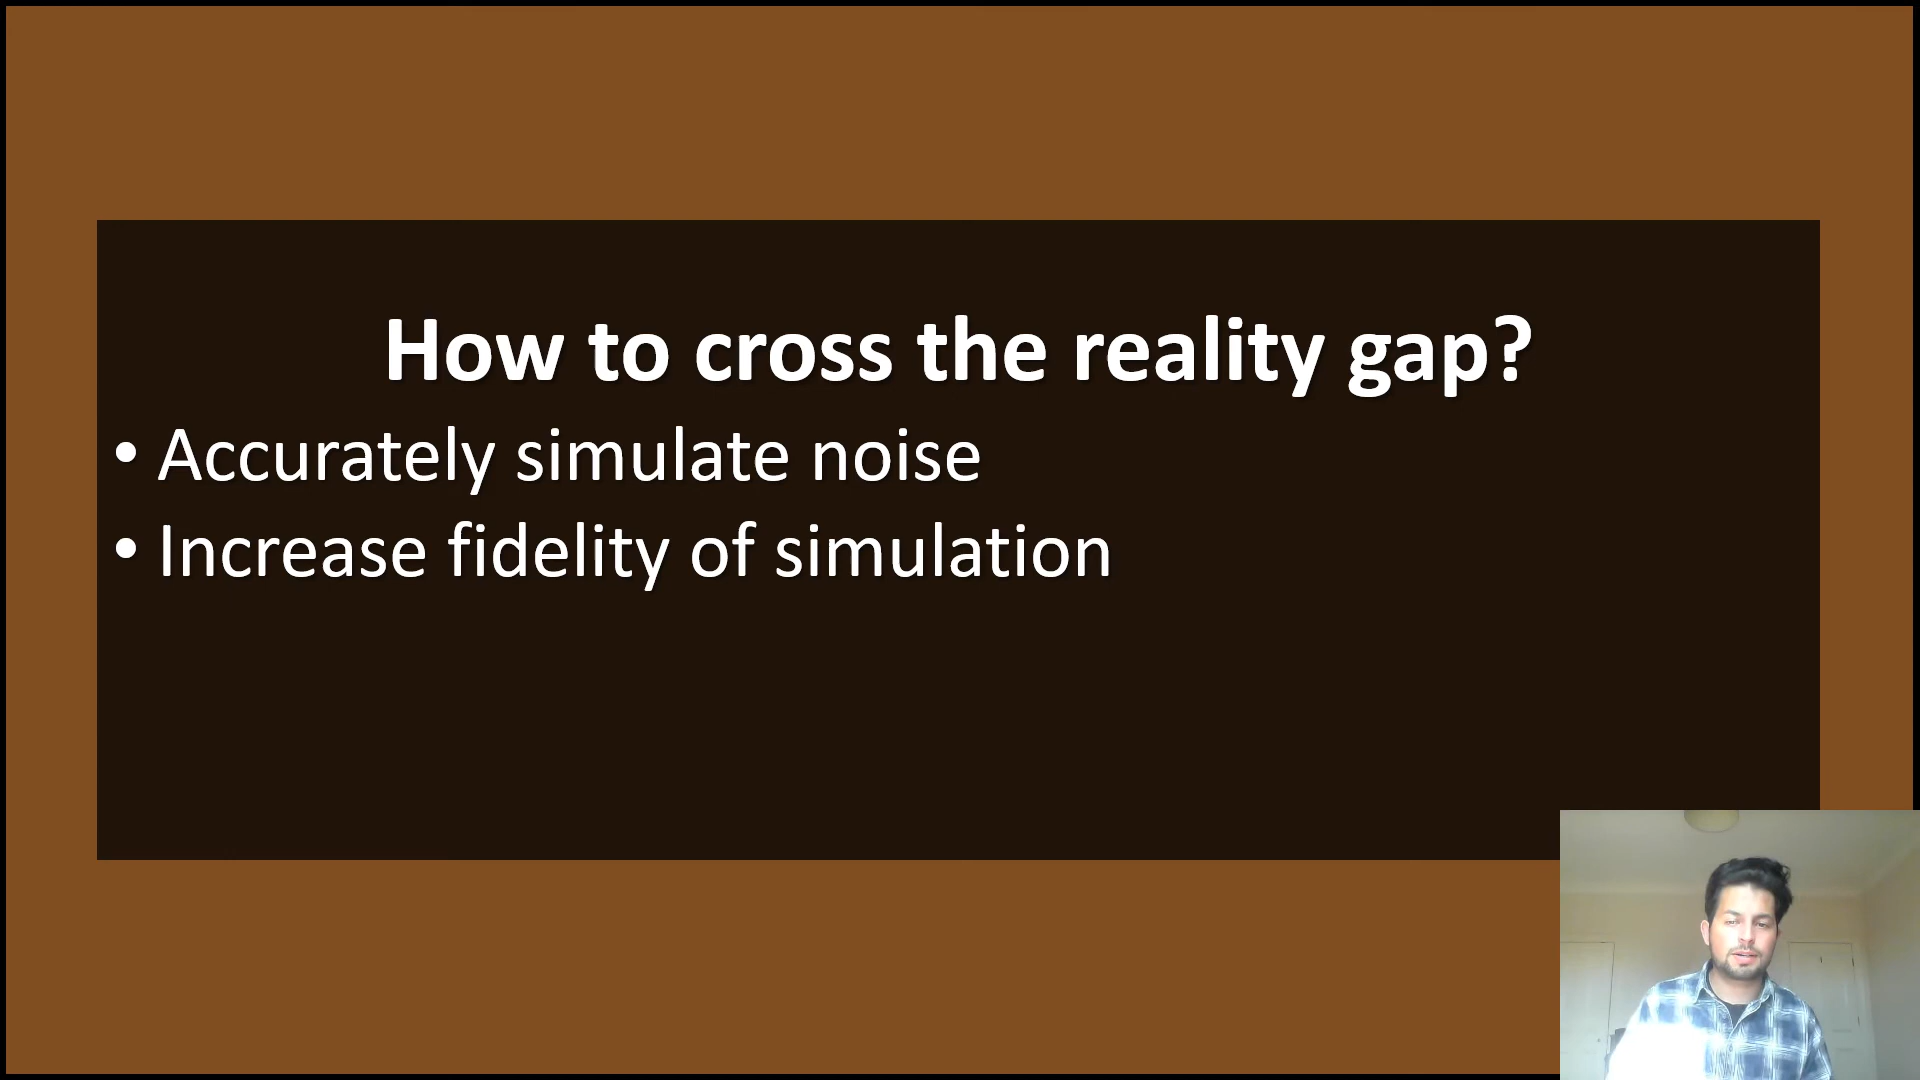 How to cross the reality gap?
• Accurately simulate noise
• Increase fidelity of simulation